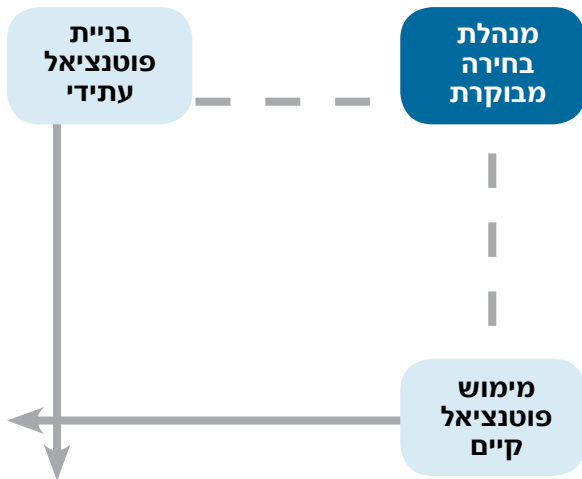 מנהלת
בחירה
מבוקרת
בניית
פוטנציאל
עתידי
מימוש
פוטנציאל
קיים